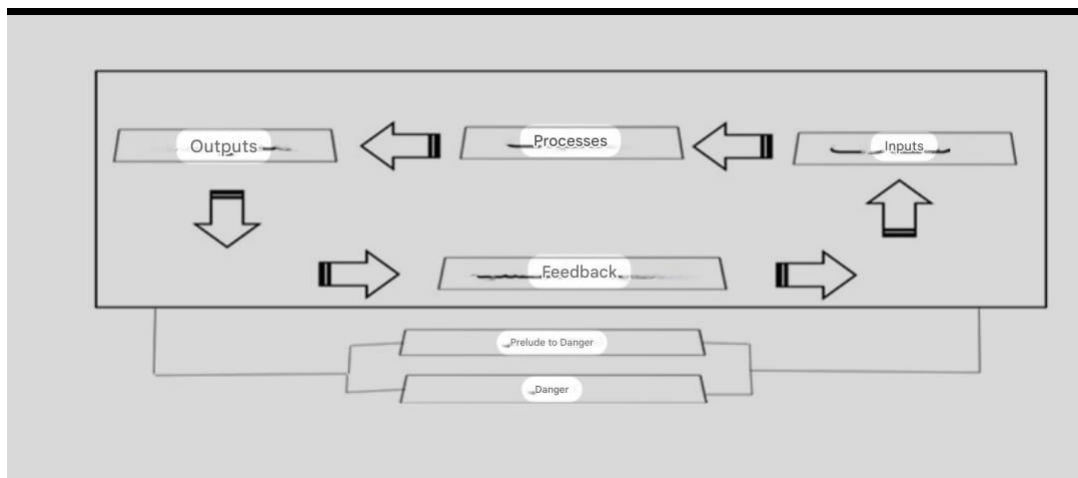 Outputs
Processes
Inputs
Feedback
Prelude to Danger
Danger